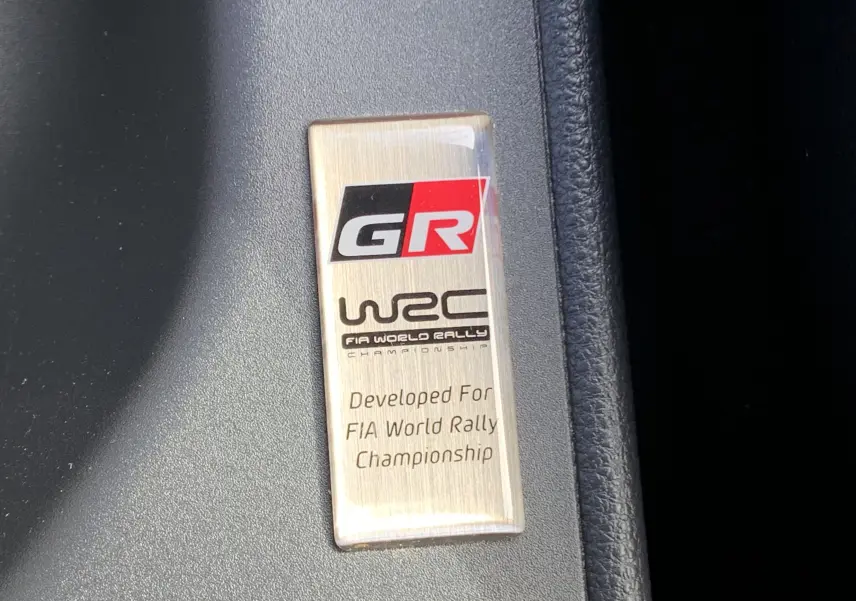 GR
WRC
FIA WORLD RALLY
CHAMPIONSHIP
Developed For
FIA World Rally
Championship